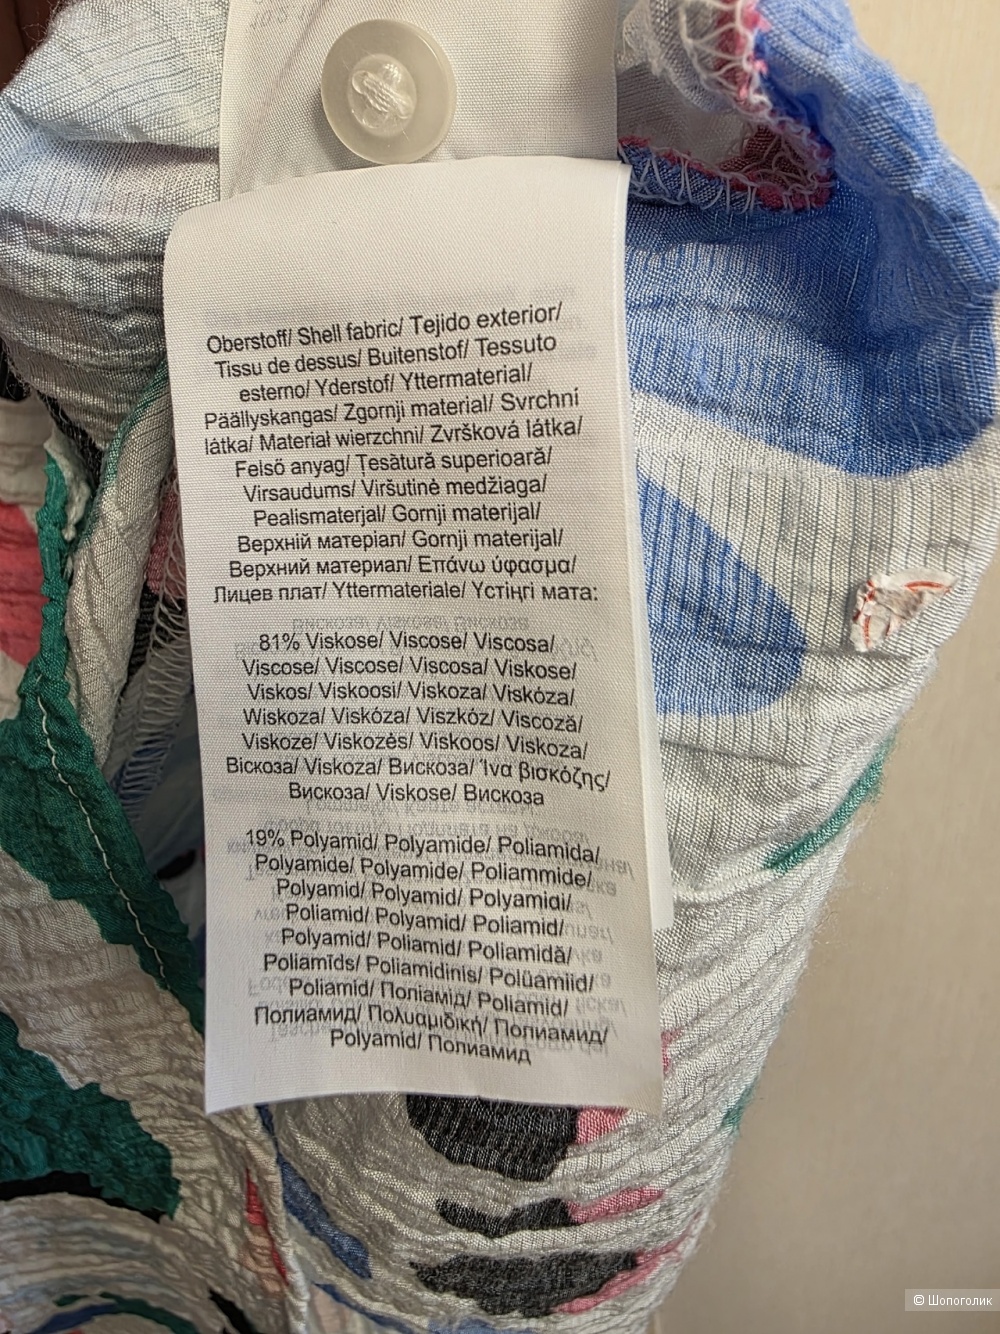 Oberstoff/ Shell fabric/ Tejido exterior/
Tissu de dessus/ Buitenstof/ Tessuto
esterno/ Yderstof/ Yttermaterial/
Päällyskangas/ Zgornji material/ Svrchní
látka/ Materiał wierzchni/ Zvršková látka/
Felső anyag/ Țesătură superioară/
Virsaudums/ Viršutinė medžiaga/
Pealismaterjal/ Gornji materijal/
Верхній матеріал/ Gornji materijal/
Верхний материал/ Επάνω ύφασμα/
Лицев плат/ Yttermateriale/ Үстіңгі мата:
81% Viskose/ Viscose/ Viscosa/
Viscose/ Viscose/ Viscosa/ Viskose/
Viskos/ Viskoosi/ Viskoza/ Viskóza/
Wiskoza/ Viskóza/ Viszkóz/ Viscoză/
Viskoze/ Viskozės/ Viskoos/ Viskoza/
Віскоза/ Viskoza/ Вискоза/ Ίνα βισκόζης/
Вискоза/ Viskose/ Вискоза
19% Polyamid/ Polyamide/ Poliamida/
Polyamide/ Polyamide/ Poliammide/
Polyamid/ Polyamid/ Polyamidi/
Poliamid/ Polyamid/ Poliamid/
Polyamid/ Poliamid/ Poliamidă/
Poliamīds/ Poliamidinis/ Polüamiid/
Poliamid/ Поліамід/ Poliamid/
Полиамид/ Πολυαμιδική/ Полиамид/
Polyamid/ Полиамид
© Шопоголик